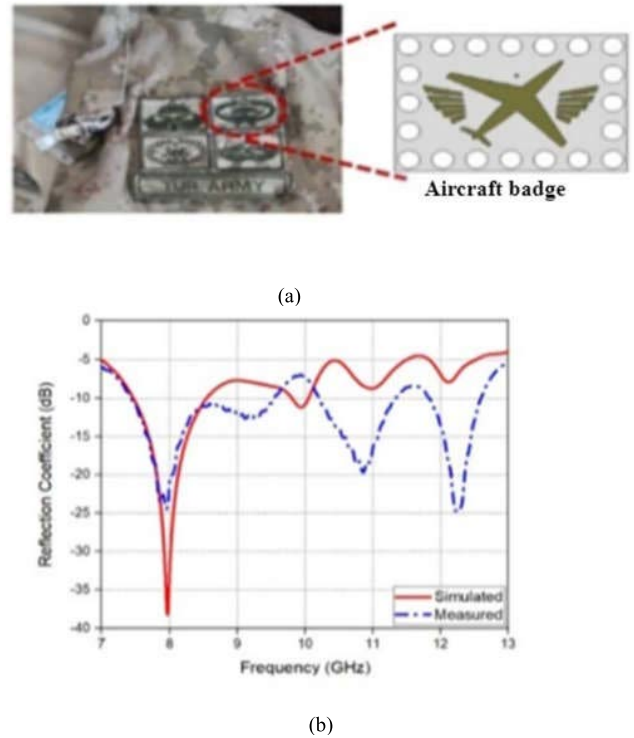 TUR ARMY
Aircraft badge
(a)
0
-5
-10
-15
-20
-25
-30
-35
-40
7
8
9
10
11
12
13
Reflection Coefficient (dB)
Frequency (GHz)
Simulated
Measured
(b)